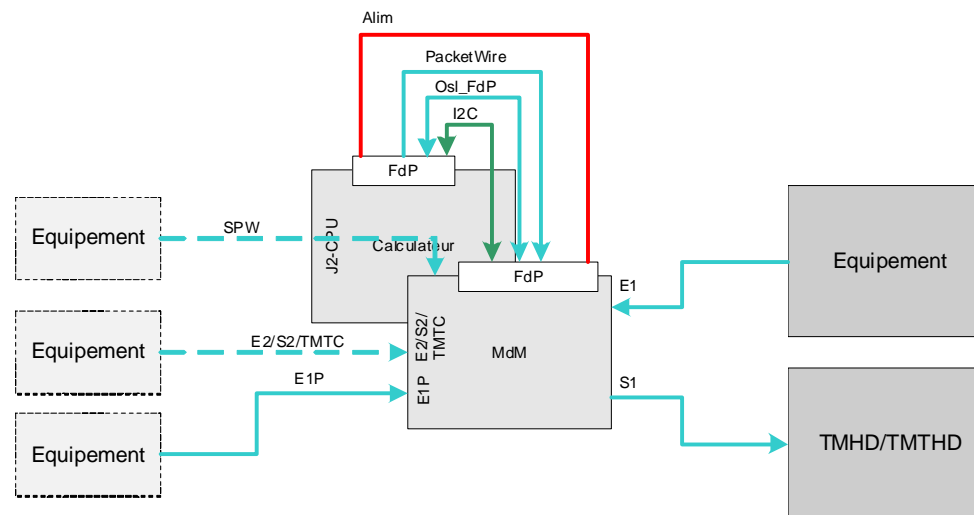 Alim
PacketWire
Osl_FdP
I2C
FdP
Equipement
SPW
J2-CPU
Calculateur
Equipement
FdP
E1
Equipement
E2/S2/TMTC
E2/S2/
TMTC
MdM
E1P
E1P
S1
Equipement
TMHD/TMTHD